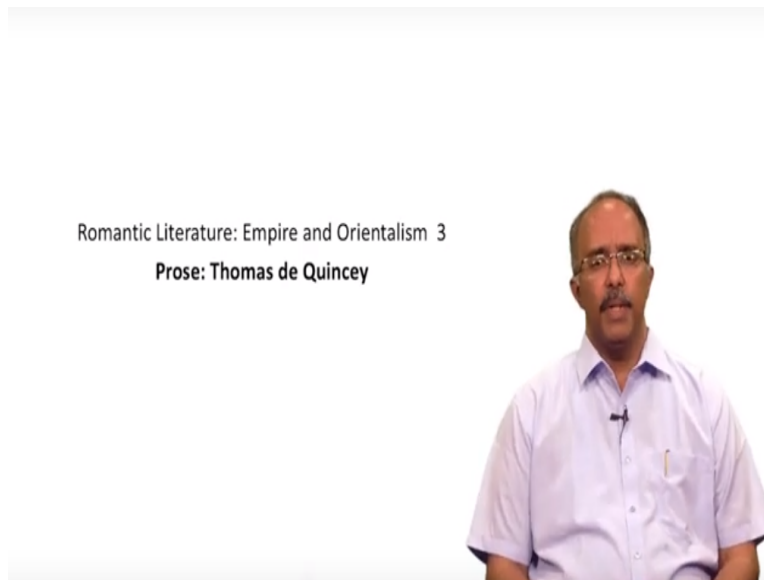 Romantic Literature: Empire and Orientalism 3
Prose: Thomas de Quincey